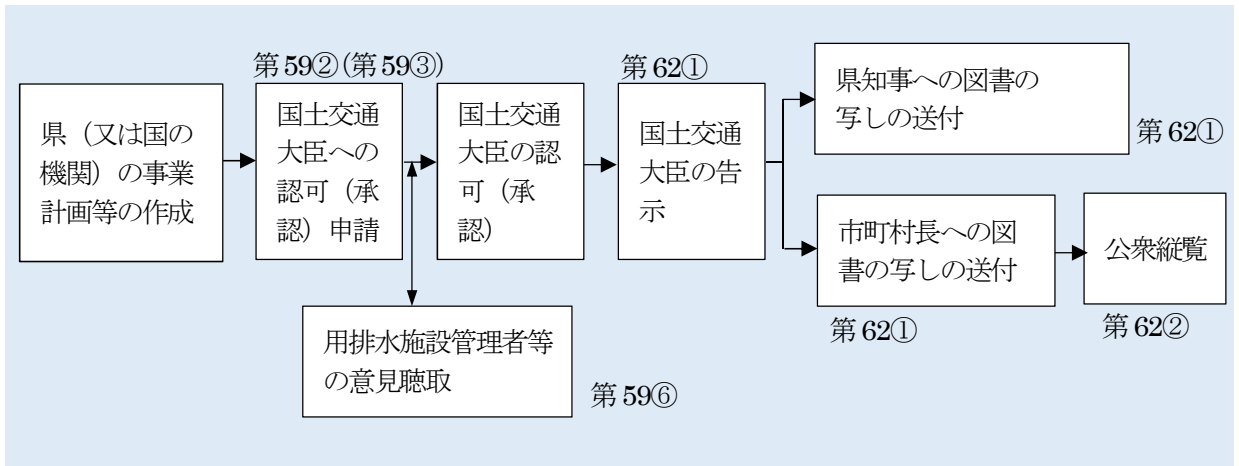 第59②(第59③)
第62①
県（又は国の
機関）の事業
計画等の作成
国土交通
大臣への
認可（承
認）申請
国土交通
大臣の認
可（承
認）
国土交通
大臣の告
示
県知事への図書の
写しの送付
第62①
市町村長への図
書の写しの送付
第62①
公衆縦覧
第62②
用排水施設管理者等
の意見聴取
第59⑥